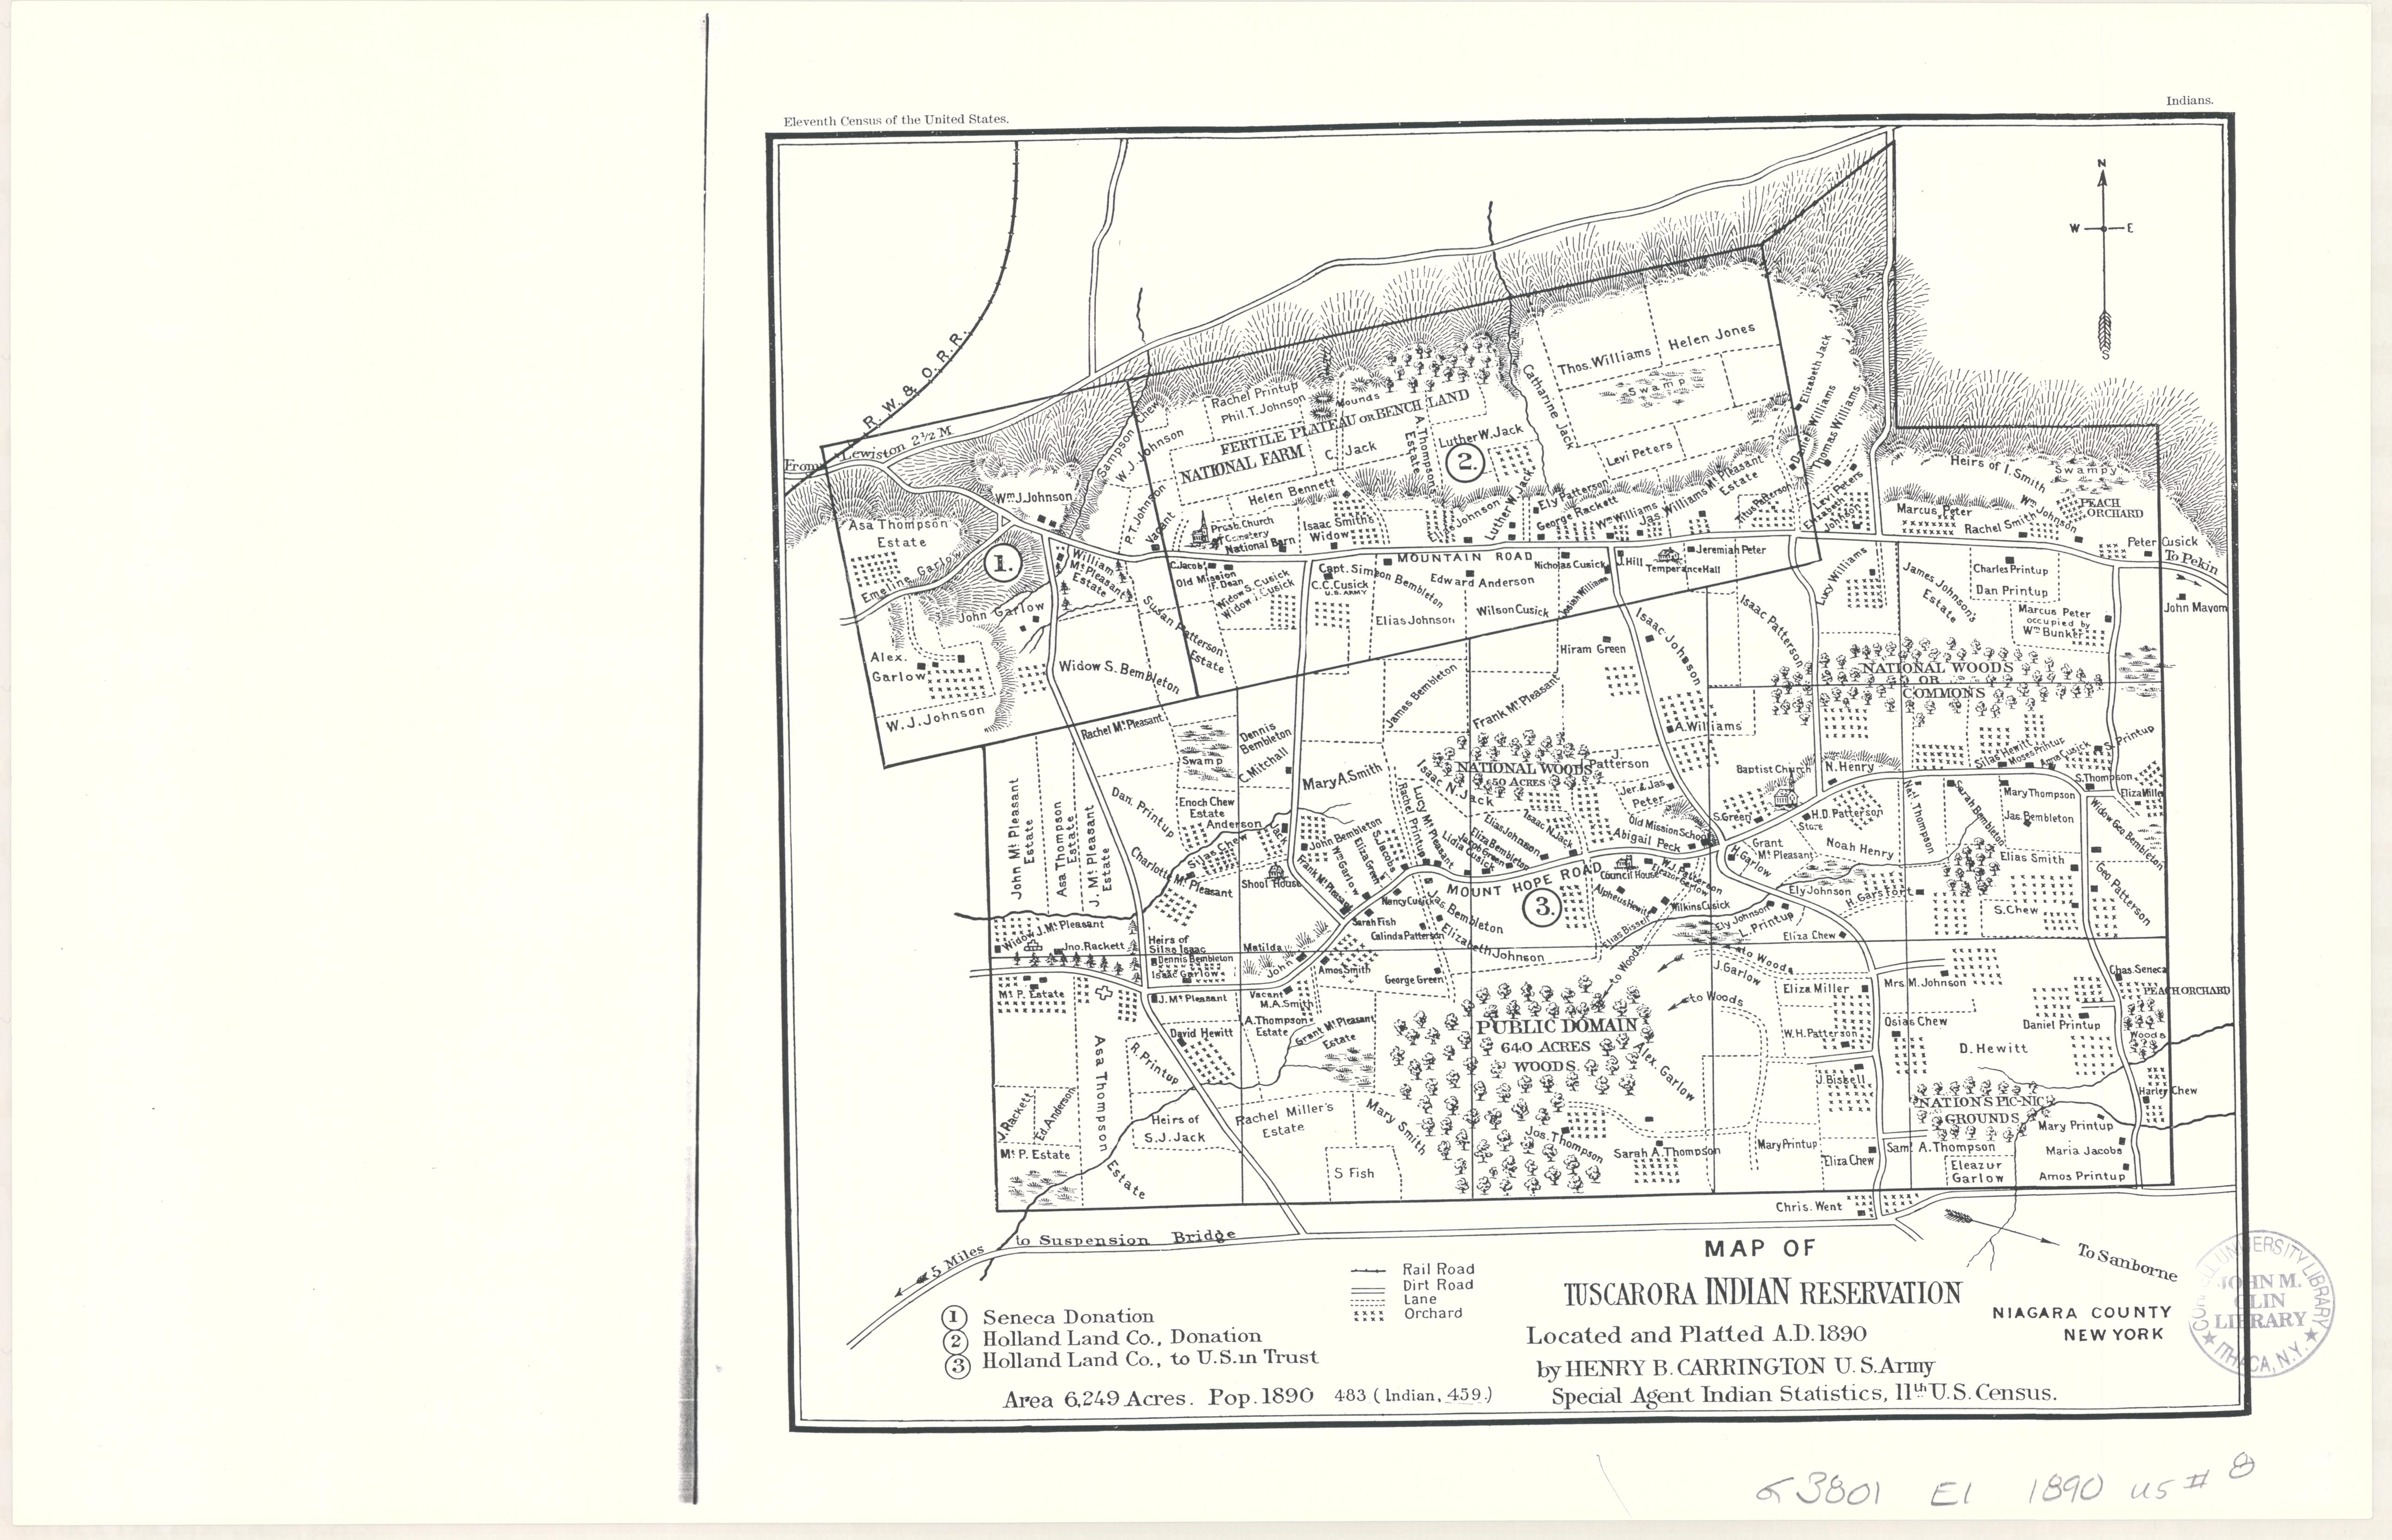 Eleventh Census of the United States.
Indians.
N
W
E
S
R. W. & O. R. R.
From
Lewiston 2½ M
Sampson Chew
W. J. Johnson
Rachel Printup
Phil. T. Johnson
Mounds
FERTILE PLATEAU OR BENCH LAND
NATIONAL FARM
C. Jack
A. Thompson
Estate
Luther W. Jack
2.
Catharine Jack
Thos. Williams
Helen Jones
Swamp
Levi Peters
Elizabeth Jack
Daniel Williams
Thomas Williams
Helen Bennett
P. T. Johnson
Vacant
Presb. Church
Cemetery
National Barn
Isaac Smith's
Widow
Johnson
Luther W. Jack
Ely Patterson
George Rackett
Wm Williams
Jas. Williams
Mt Pleasant
Estate
Titus Patterson
Levi Peters
Elizabeth
Johnson
Heirs of I. Smith
Swampy
Wm Johnson
PEACH
ORCHARD
Marcus Peter
Rachel Smith
Peter Cusick
To Pekin
John Mayom
Wm J. Johnson
Asa Thompson
Estate
1.
Emeline Garlow
John Garlow
Alex.
Garlow
W. J. Johnson
William
Mt Pleasant
Estate
C. Jacobs
Old Mission
F. Dean
Widow S. Cusick
Widow I. Cusick
Susan Patterson
Estate
Widow S. Bembleton
MOUNTAIN ROAD
Capt. Simeon Bembleton
C. C. Cusick
U.S. ARMY
Edward Anderson
Elias Johnson
Wilson Cusick
Nicholas Cusick
Josiah Williams
J. Hill
Temperance Hall
Jeremiah Peter
Isaac Johnson
Isaac Patterson
Lucy Williams
James Johnson's
Estate
Charles Printup
Dan Printup
Marcus Peter
occupied by
Wm Bunker
NATIONAL WOODS
OR
COMMONS
Hiram Green
James Bembleton
Frank Mt Pleasant
Rachel Mt Pleasant
Swamp
Dennis
Bembleton
C. Mitchall
Mary A. Smith
NATIONAL WOODS
50 ACRES
J.
Patterson
A. Williams
Isaac N. Jack
Jer. & Jas.
Peter
Baptist Church
N. Henry
Silas Hewitt
Moses Printup
Anna Cusick
S. Printup
S. Thompson
Eliza Miller
John Mt Pleasant
Estate
Asa Thompson
Estate
J. Mt Pleasant
Estate
Dan. Printup
Enoch Chew
Estate
Anderson
Jack
Silas Chew
Charlotte Mt Pleasant
Shool House
John Bembleton
Wm Garlow
Eliza Green
S. Jacobs
Rachel Printup
Lucy Mt Pleasant
Lidia Cusick
Jacob Green
Eliza Bembleton
Elias Johnson
Isaac N. Jack
Old Mission School
Abigail Peck
S. Green
H. D. Patterson
Store
Grant
Mt Pleasant
Noah Henry
Nat. Thompson
Sarah Bembleton
Mary Thompson
Jas. Bembleton
Widow Geo Bembleton
Elias Smith
Geo. Patterson
Frank Mt Pleasant
MOUNT HOPE ROAD
Council House
W. J. Patterson
Eleazor Garlow
H. Garlow
3.
Alpheus Hewitt
Wilkins Cusick
Elias Bissell
Ely Johnson
Ely Johnson
L. Printup
H. Garsfort
S. Chew
Eliza Chew
Nancy Cusick
Sarah Fish
Jas. Bembleton
Calinda Patterson
Elizabeth Johnson
Widow J. Mt Pleasant
Jno. Rackett
Heirs of
Silas Isaac
Dennis Bembleton
Isaac Garlow
Matilda
John
Amos Smith
George Green
to Woods
to Woods
to Woods
J. Garlow
Eliza Miller
Mrs M. Johnson
Chas. Seneca
PEACH ORCHARD
Mt P. Estate
J. Mt Pleasant
Vacant
M. A. Smith
A. Thompson
Estate
David Hewitt
Grant Mt Pleasant
Estate
PUBLIC DOMAIN
640 ACRES
WOODS
Alex. Garlow
W. H. Patterson
Osias Chew
Daniel Printup
Woods
D. Hewitt
Asa Thompson
Estate
R. Printup
J. Bissell
Harley Chew
J. Rackett
Ed. Anderson
Heirs of
S. J. Jack
Rachel Miller's
Estate
Mary Smith
Jos. Thompson
NATIONS PIC-NIC
GROUNDS
Mary Printup
Mt P. Estate
S Fish
Sarah A. Thompson
Mary Printup
Eliza Chew
Saml A. Thompson
Maria Jacobs
Eleazur
Garlow
Amos Printup
Chris. Went
5 Miles
to Suspension Bridge
To Sanborne
Rail Road
Dirt Road
Lane
Orchard
1 Seneca Donation
2 Holland Land Co., Donation
3 Holland Land Co., to U.S. in Trust
Area 6,249 Acres. Pop. 1890 483 (Indian, 459.)
MAP OF
TUSCARORA INDIAN RESERVATION
NIAGARA COUNTY
NEW YORK
Located and Platted A.D. 1890
by HENRY B. CARRINGTON U.S. Army
Special Agent Indian Statistics, 11th U.S. Census.
CORNELL UNIVERSITY LIBRARY
JOHN M.
OLIN
LIBRARY
★ ITHACA, N.Y. ★
G 3801 E1 1890 U5 # 8